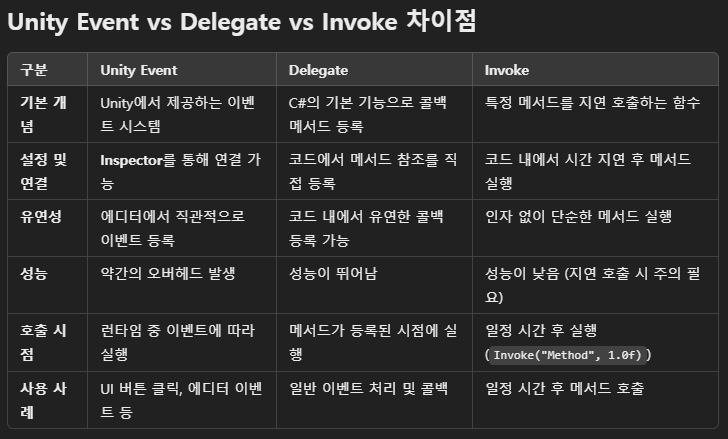 Unity Event vs Delegate vs Invoke 차이점
구분 Unity Event Delegate Invoke
기본 개 Unity에서 제공하는 이벤 C#의 기본 기능으로 콜백 특정 메서드를 지연 호출하는 함수
념 트 시스템 메서드 등록
설정 및 Inspector를 통해 연결 가 코드에서 메서드 참조를 직 코드 내에서 시간 지연 후 메서드
연결 능 접 등록 실행
유연성 에디터에서 직관적으로 코드 내에서 유연한 콜백 인자 없이 단순한 메서드 실행
이벤트 등록 등록 가능
성능 약간의 오버헤드 발생 성능이 뛰어남 성능이 낮음 (지연 호출 시 주의 필
요)
호출 시 런타임 중 이벤트에 따라 메서드가 등록된 시점에 실 일정 시간 후 실행
점 실행 행 (Invoke("Method", 1.0f))
사용 사 UI 버튼 클릭, 에디터 이벤 일반 이벤트 처리 및 콜백 일정 시간 후 메서드 호출
례 트 등